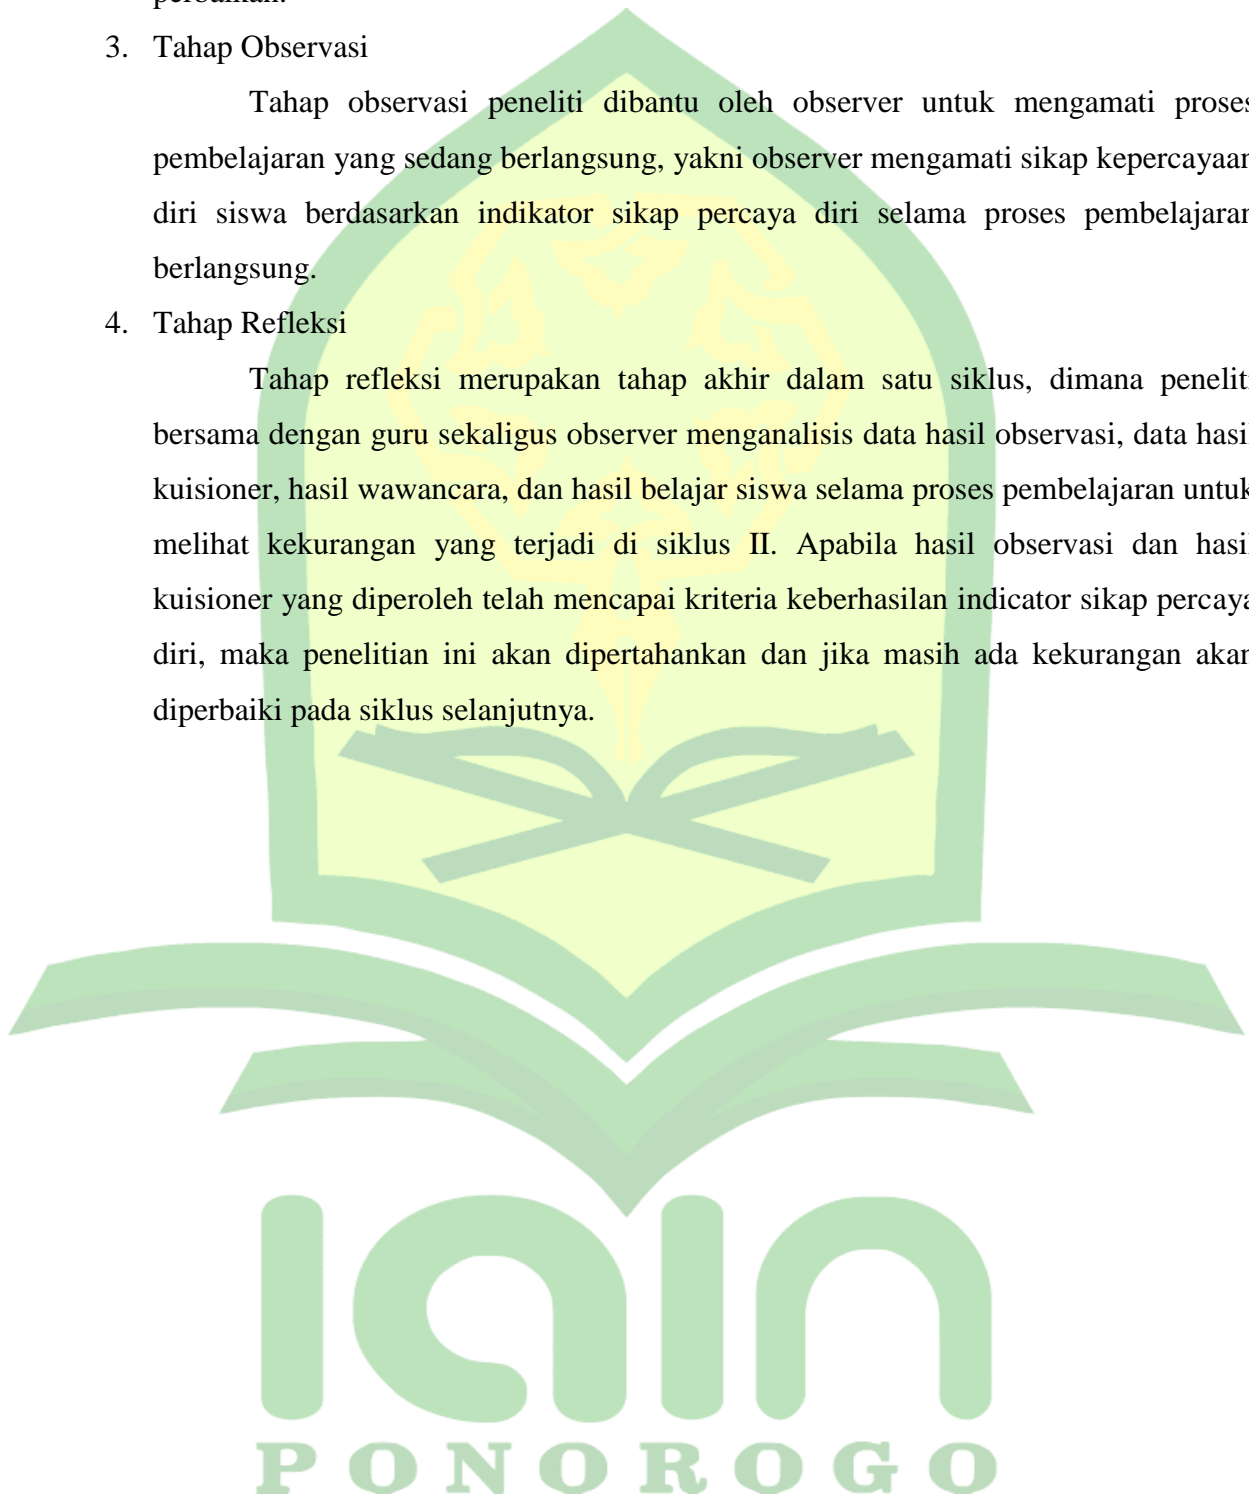 perbaikan.
3. Tahap Observasi
Tahap observasi peneliti dibantu oleh observer untuk mengamati proses
pembelajaran yang sedang berlangsung, yakni observer mengamati sikap kepercayaan
diri siswa berdasarkan indikator sikap percaya diri selama proses pembelajaran
berlangsung.
4. Tahap Refleksi
Tahap refleksi merupakan tahap akhir dalam satu siklus, dimana peneliti
bersama dengan guru sekaligus observer menganalisis data hasil observasi, data hasil
kuisioner, hasil wawancara, dan hasil belajar siswa selama proses pembelajaran untuk
melihat kekurangan yang terjadi di siklus II. Apabila hasil observasi dan hasil
kuisioner yang diperoleh telah mencapai kriteria keberhasilan indicator sikap percaya
diri, maka penelitian ini akan dipertahankan dan jika masih ada kekurangan akan
diperbaiki pada siklus selanjutnya.
IAIN
PONOROGO